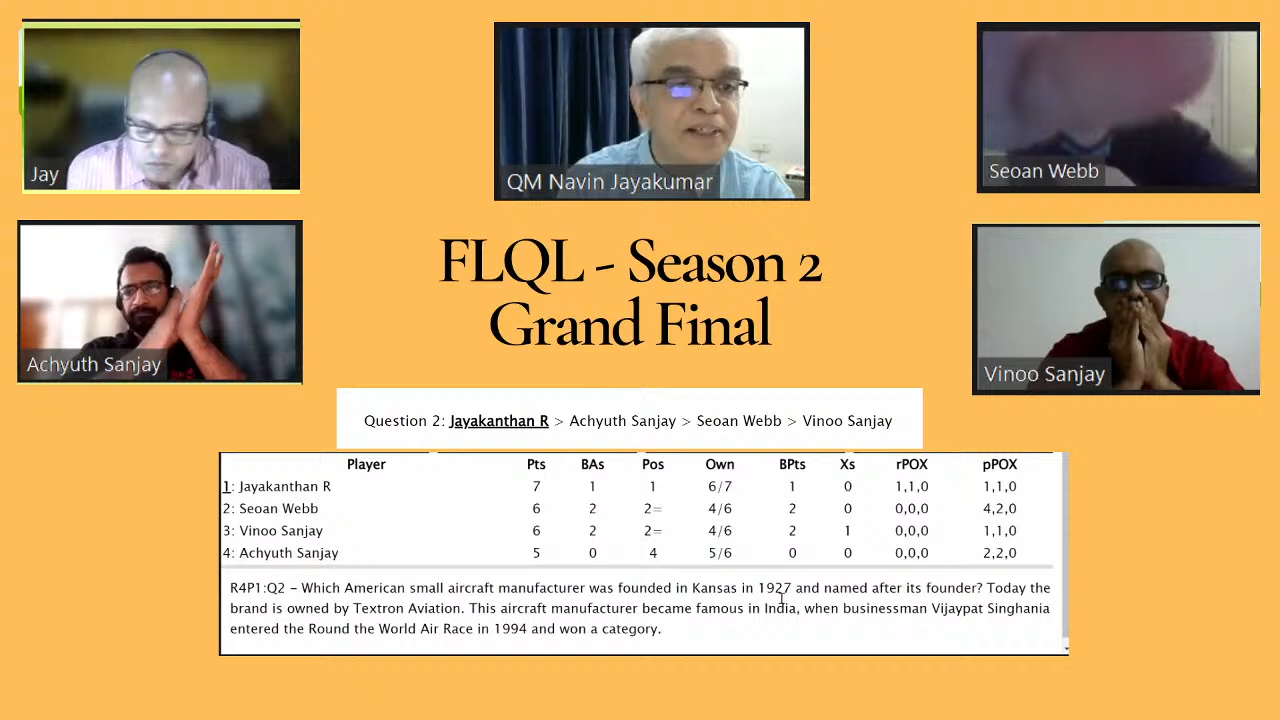 Jay
QM Navin Jayakumar
Seoan Webb
Achyuth Sanjay
FLQL - Season 2
Grand Final
Vinoo Sanjay
Question 2: Jayakanthan R > Achyuth Sanjay > Seoan Webb > Vinoo Sanjay
Player Pts BAs Pos Own BPts Xs rPOX pPOX
1: Jayakanthan R 7 1 1 6/7 1 0 1,1,0 1,1,0
2: Seoan Webb 6 2 2= 4/6 2 0 0,0,0 4,2,0
3: Vinoo Sanjay 6 2 2= 4/6 2 1 0,0,0 1,1,0
4: Achyuth Sanjay 5 0 4 5/6 0 0 0,0,0 2,2,0
R4P1:Q2 – Which American small aircraft manufacturer was founded in Kansas in 1927 and named after its founder? Today the
brand is owned by Textron Aviation. This aircraft manufacturer became famous in India, when businessman Vijaypat Singhania
entered the Round the World Air Race in 1994 and won a category.